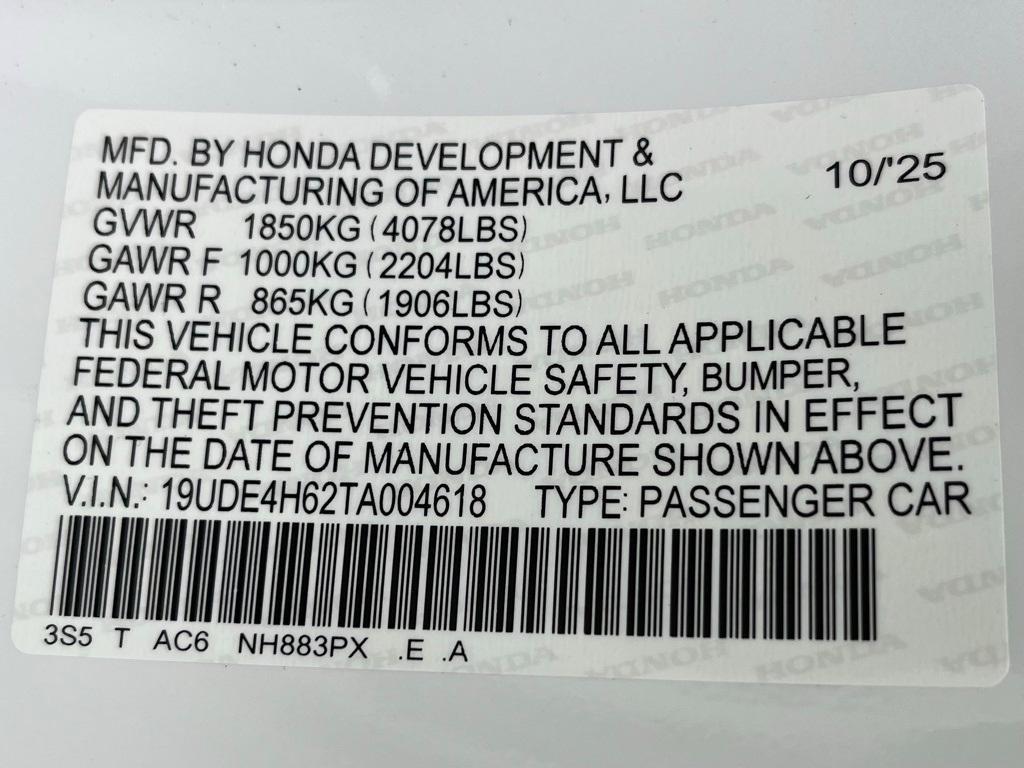 MFD. BY HONDA DEVELOPMENT &
MANUFACTURING OF AMERICA, LLC 10/'25
GVWR 1850KG (4078LBS)
GAWR F 1000KG (2204LBS)
GAWR R 865KG (1906LBS)
THIS VEHICLE CONFORMS TO ALL APPLICABLE
FEDERAL MOTOR VEHICLE SAFETY, BUMPER,
AND THEFT PREVENTION STANDARDS IN EFFECT
ON THE DATE OF MANUFACTURE SHOWN ABOVE.
V.I.N.: 19UDE4H62TA004618 TYPE: PASSENGER CAR
3S5 T AC6 NH883PX .E .A